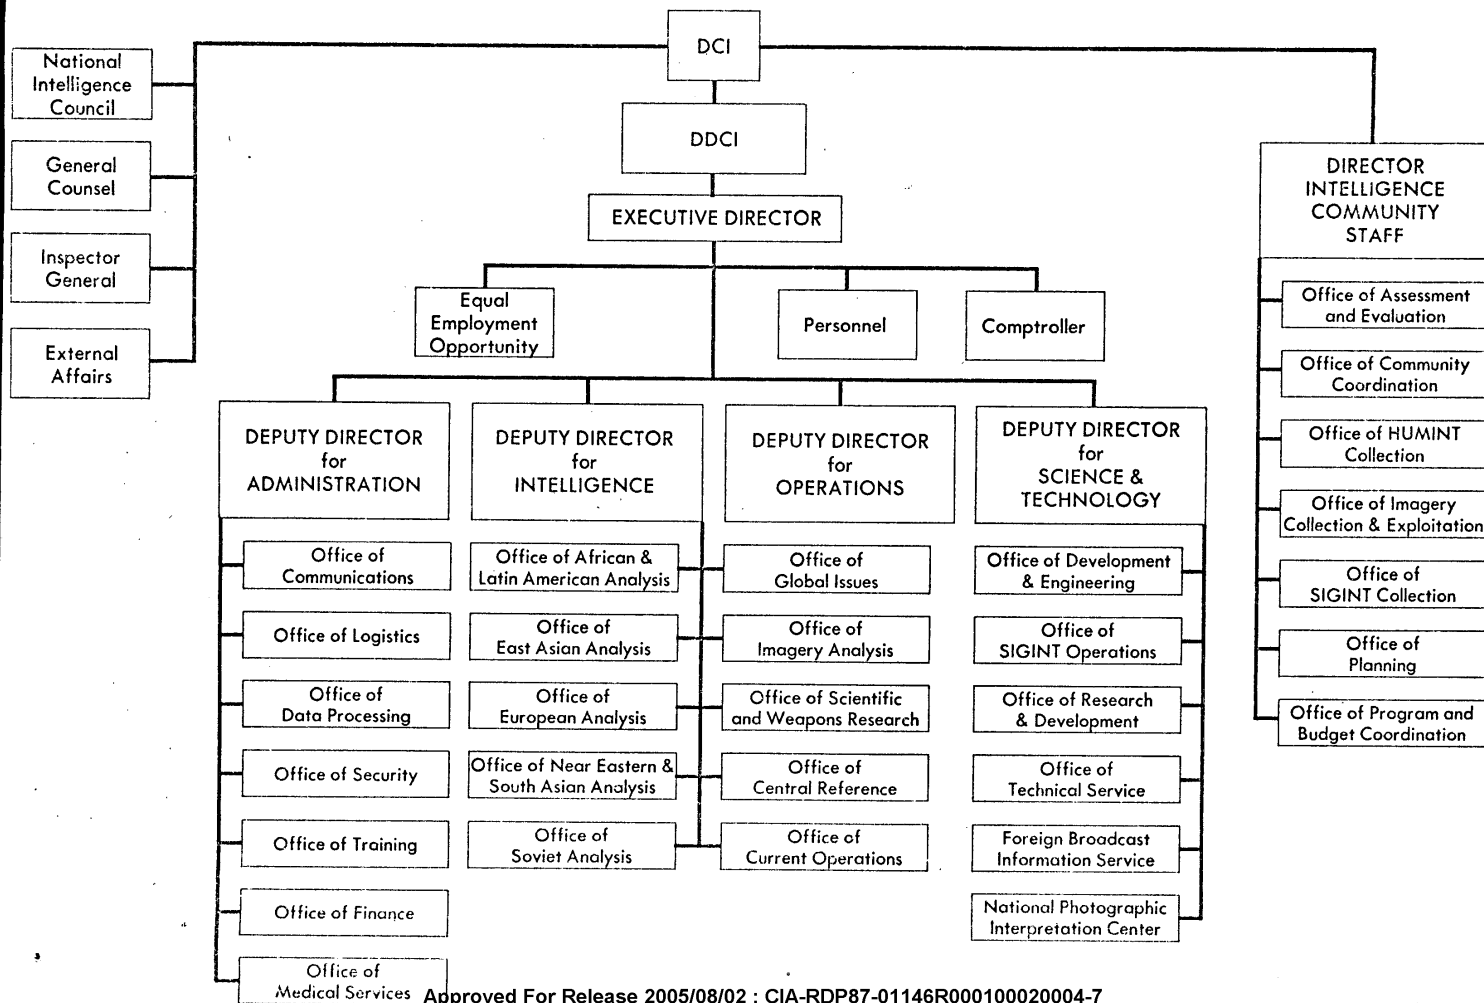 DCI
DDCI
EXECUTIVE DIRECTOR
National
Intelligence
Council
General
Counsel
Inspector
General
External
Affairs
Equal
Employment
Opportunity
Personnel
Comptroller
DEPUTY DIRECTOR
for
ADMINISTRATION
Office of
Communications
Office of Logistics
Office of
Data Processing
Office of Security
Office of Training
Office of Finance
Office of
Medical Services
DEPUTY DIRECTOR
for
INTELLIGENCE
Office of African &
Latin American Analysis
Office of
East Asian Analysis
Office of
European Analysis
Office of Near Eastern &
South Asian Analysis
Office of
Soviet Analysis
DEPUTY DIRECTOR
for
OPERATIONS
Office of
Global Issues
Office of
Imagery Analysis
Office of Scientific
and Weapons Research
Office of
Central Reference
Office of
Current Operations
DEPUTY DIRECTOR
for
SCIENCE &
TECHNOLOGY
Office of Development
& Engineering
Office of
SIGINT Operations
Office of Research
& Development
Office of
Technical Service
Foreign Broadcast
Information Service
National Photographic
Interpretation Center
DIRECTOR
INTELLIGENCE
COMMUNITY
STAFF
Office of Assessment
and Evaluation
Office of Community
Coordination
Office of HUMINT
Collection
Office of Imagery
Collection & Exploitation
Office of
SIGINT Collection
Office of
Planning
Office of Program and
Budget Coordination
Approved For Release 2005/08/02 : CIA-RDP87-01146R000100020004-7